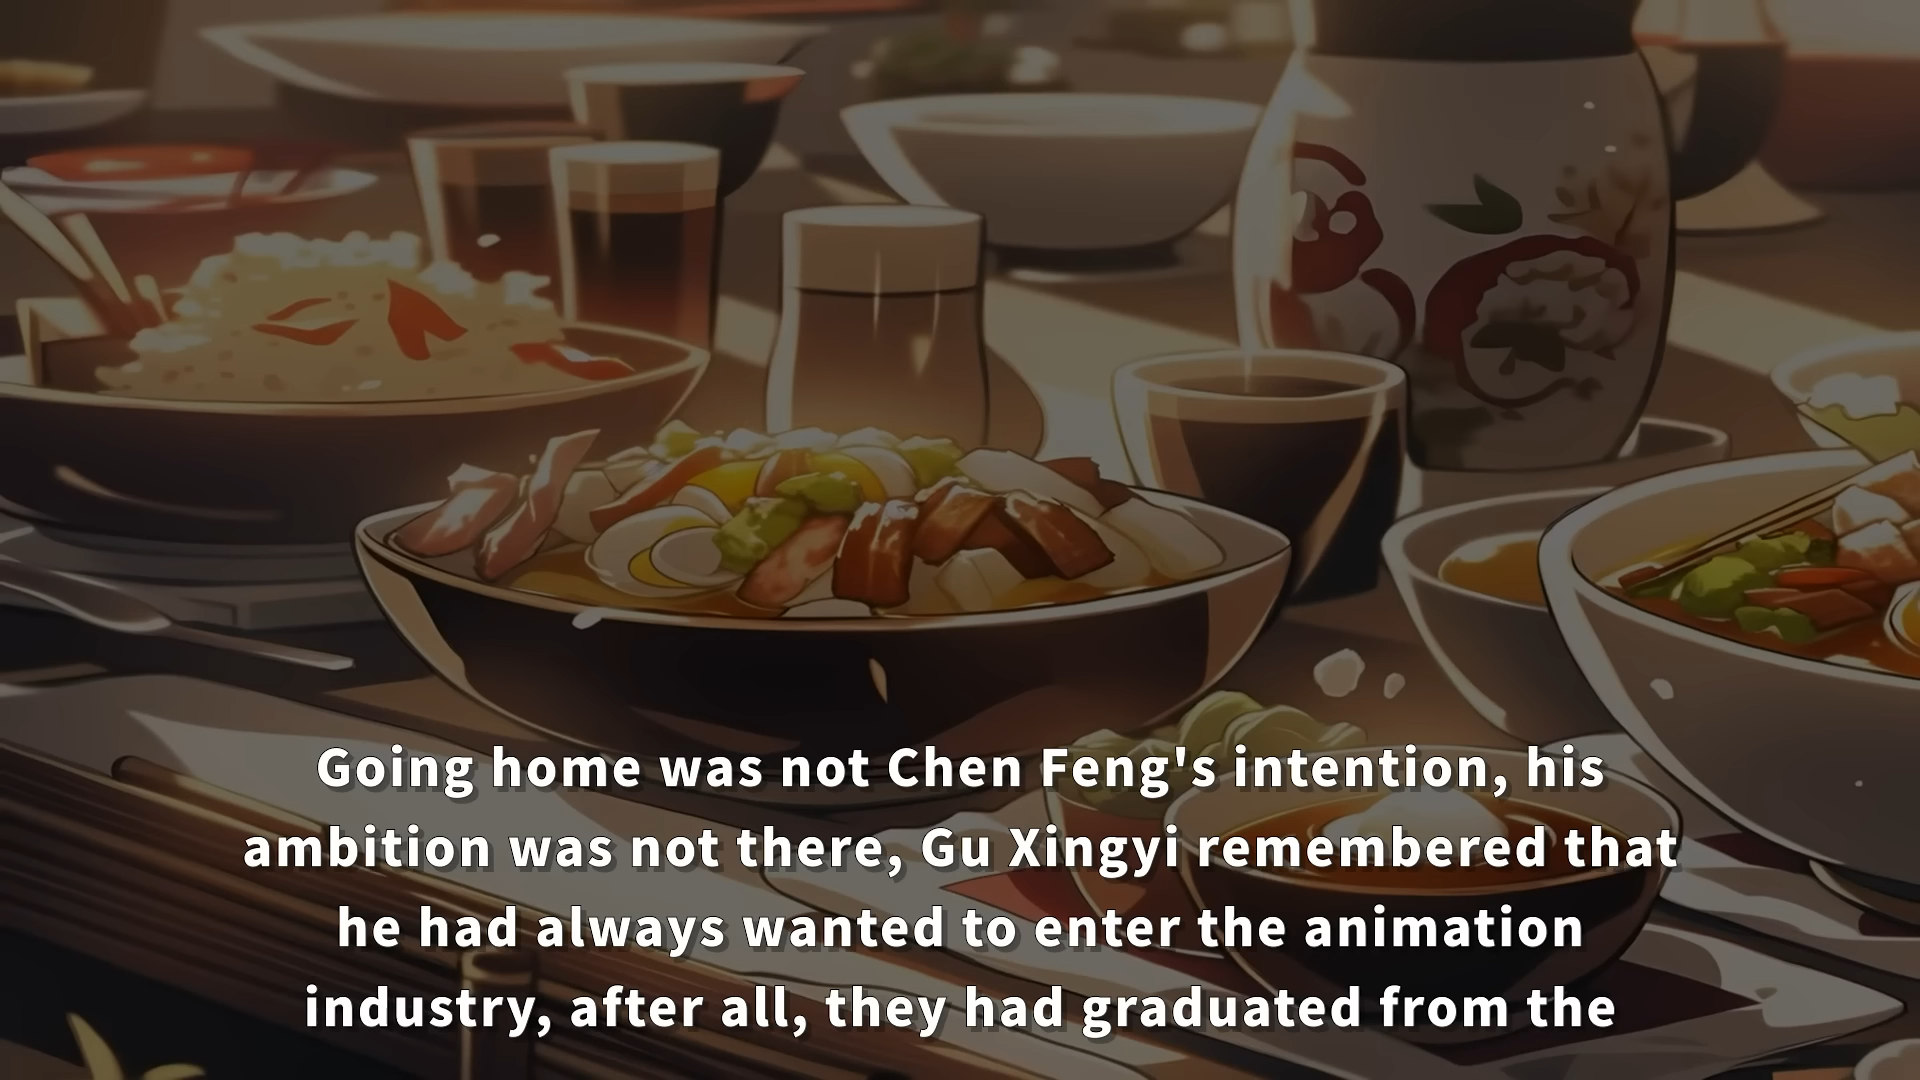 Going home was not Chen Feng's intention, his
ambition was not there, Gu Xingyi remembered that
he had always wanted to enter the animation
industry, after all, they had graduated from the